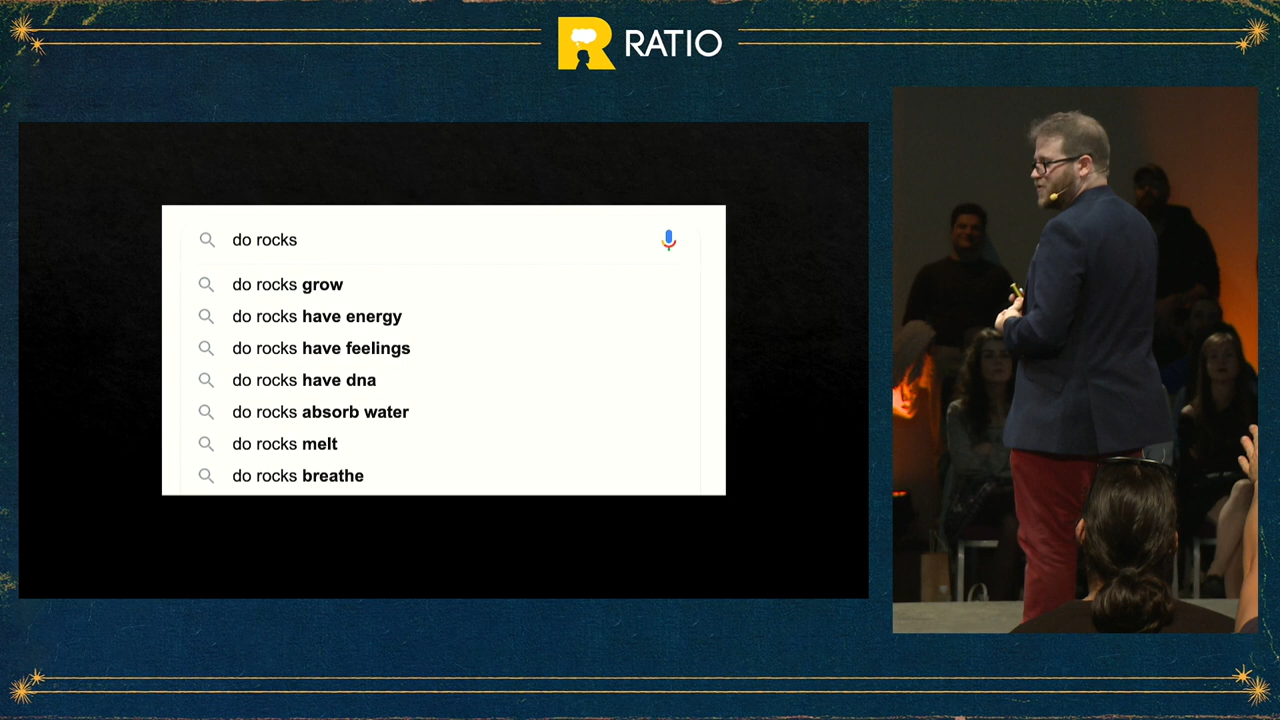 RATIO
do rocks
do rocks grow
do rocks have energy
do rocks have feelings
do rocks have dna
do rocks absorb water
do rocks melt
do rocks breathe